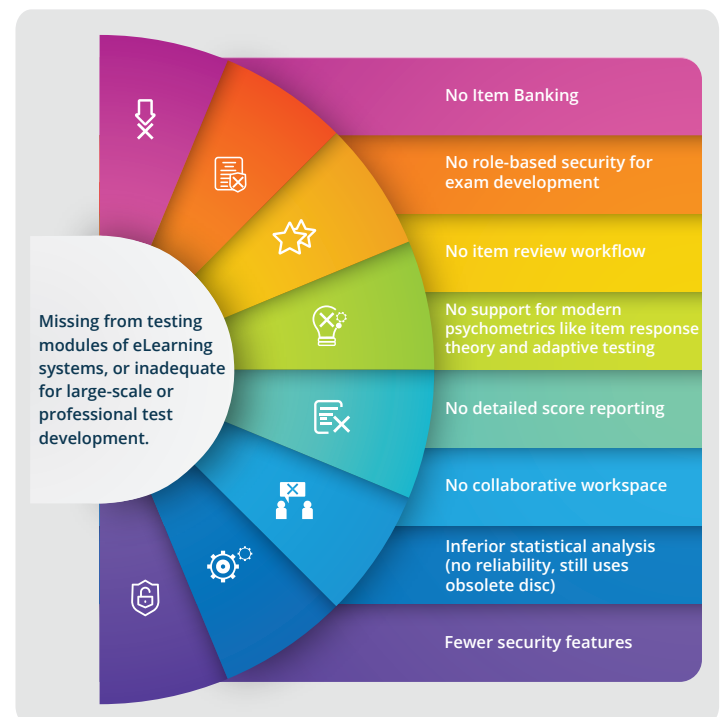 Missing from testing
modules of eLearning
systems, or inadequate
for large-scale or
professional test
development.
No Item Banking
No role-based security for
exam development
No item review workflow
No support for modern
psychometrics like item response
theory and adaptive testing
No detailed score reporting
No collaborative workspace
Inferior statistical analysis
(no reliability, still uses
obsolete disc)
Fewer security features